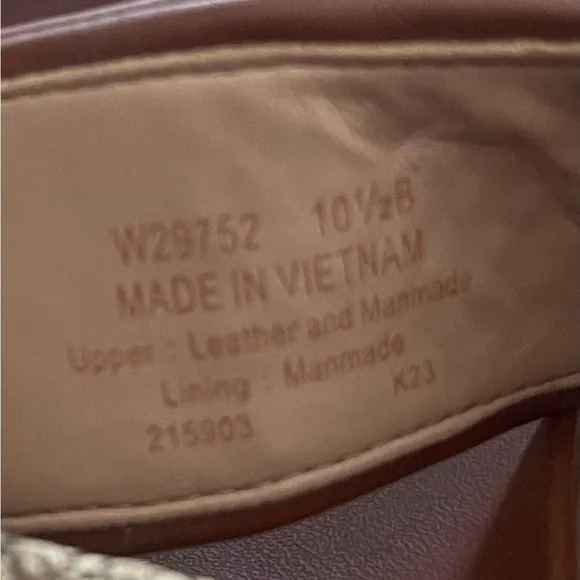 W29752 10½B
MADE IN VIETNAM
Upper : Leather and Manmade
Lining : Manmade
215903 K23